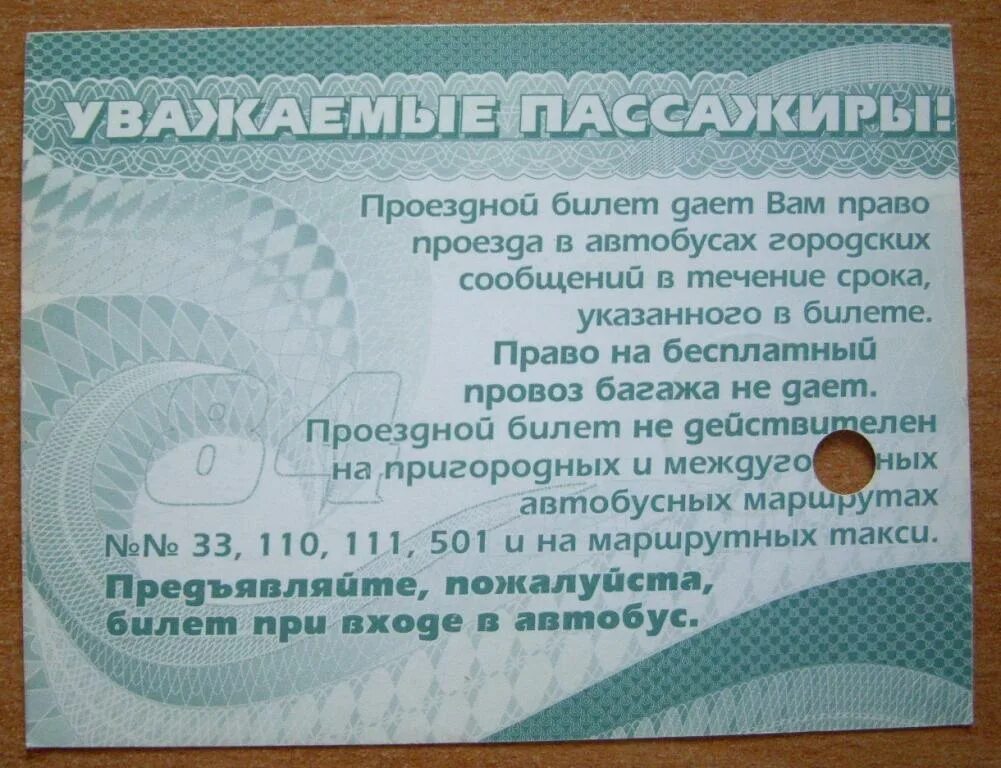 УВАЖАЕМЫЕ ПАССАЖИРЫ!
Проездной билет дает Вам право
проезда в автобусах городских
сообщений в течение срока,
указанного в билете.
Право на бесплатный
провоз багажа не дает.
Проездной билет не действителен
на пригородных и
автобусных маршрутах
№№ 33, 110, 111, 501 и на маршрутных такси.
Предъявляйте, пожалуйста,
билет при входе в автобус.
84